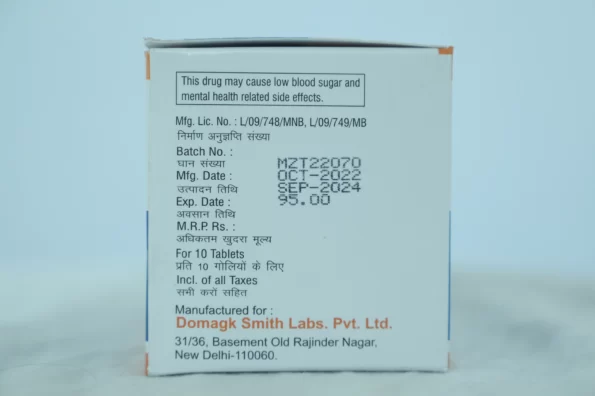 This drug may cause low blood sugar and
mental health related side effects.
Mfg. Lic. No. : L/09/748/MNB, L/09/749/MB
निर्माण अनुज्ञप्ति संख्या
Batch No. :
घान संख्या
MZT22070
Mfg. Date :
OCT-2022
उत्पादन तिथि
SEP-2024
Exp. Date :
95.00
अवसान तिथि
M.R.P. Rs. :
अधिकतम खुदरा मूल्य
For 10 Tablets
प्रति 10 गोलियों के लिए
Incl. of all Taxes
सभी करों सहित
Manufactured for :
Domagk Smith Labs. Pvt. Ltd.
31/36, Basement Old Rajinder Nagar,
New Delhi-110060.